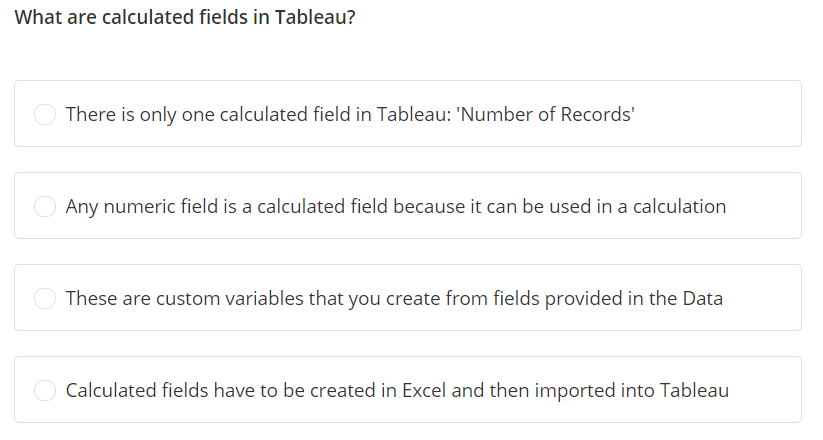 What are calculated fields in Tableau?
There is only one calculated field in Tableau: 'Number of Records'
Any numeric field is a calculated field because it can be used in a calculation
These are custom variables that you create from fields provided in the Data
Calculated fields have to be created in Excel and then imported into Tableau